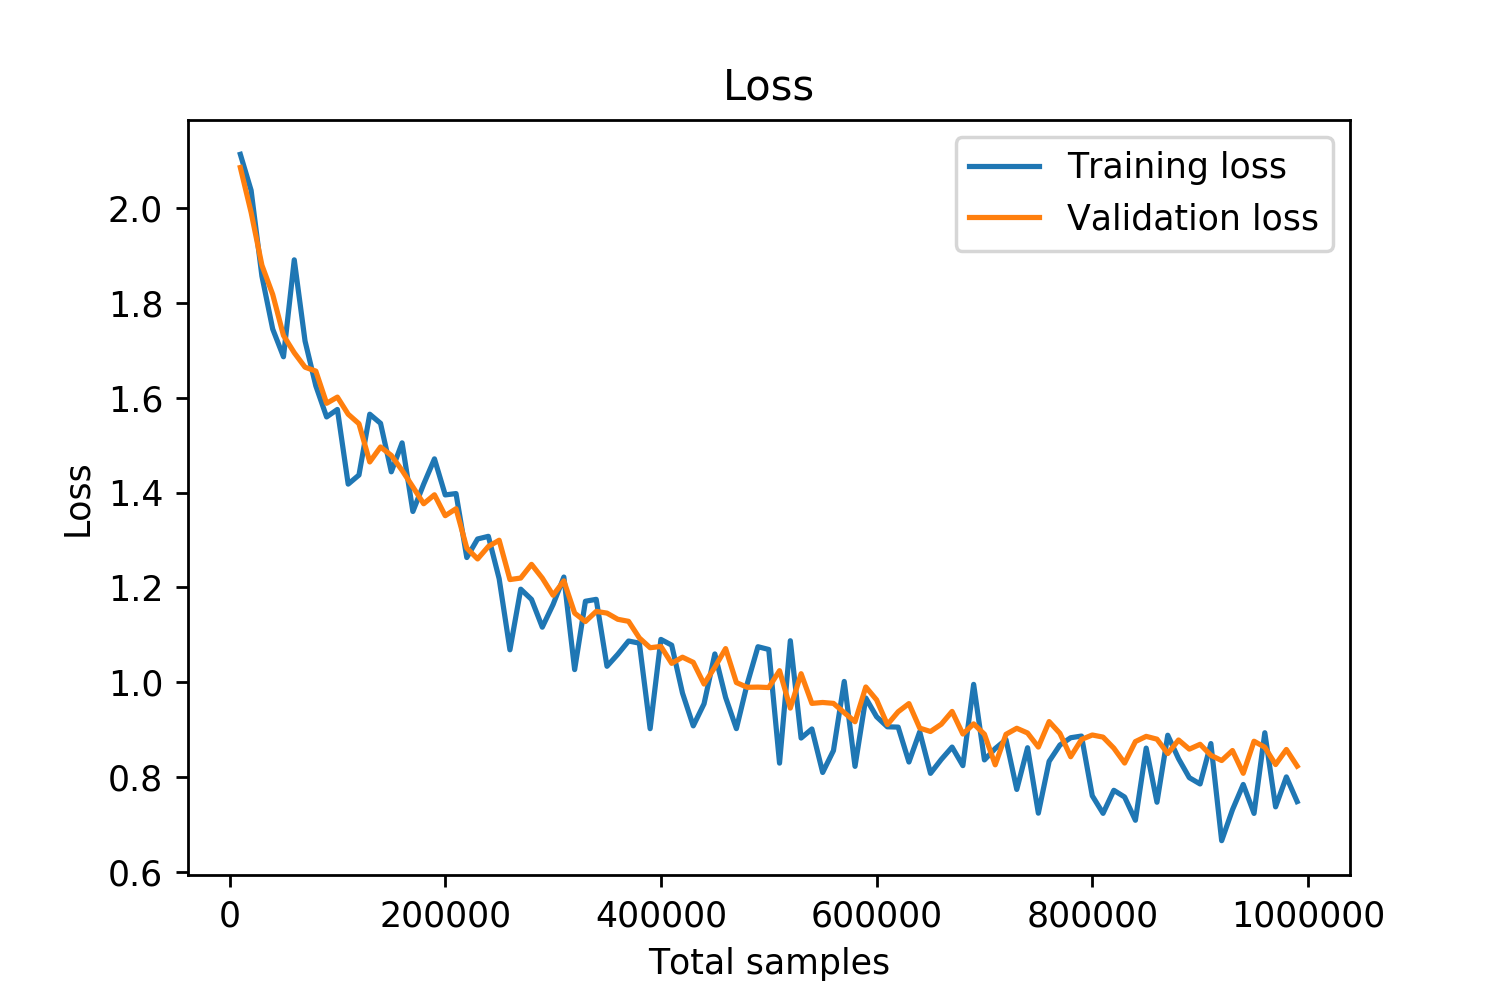 Loss
Training loss
Validation loss
2.0
1.8
1.6
1.4
1.2
1.0
0.8
0.6
Loss
0 200000 400000 600000 800000 1000000
Total samples